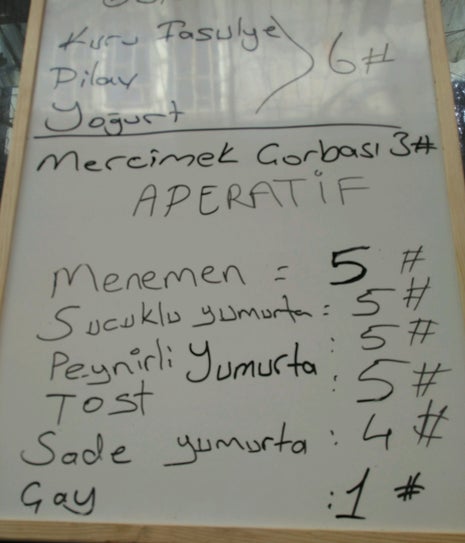 Kuru Fasulye
Pilav
Yoğurt
6#
Mercimek Çorbası 3#
APERATİF
Menemen = 5 #
Sucuklu yumurta = 5 #
Peynirli Yumurta : 5 #
Tost : 5 #
Sade yumurta : 4 #
Çay : 1 #